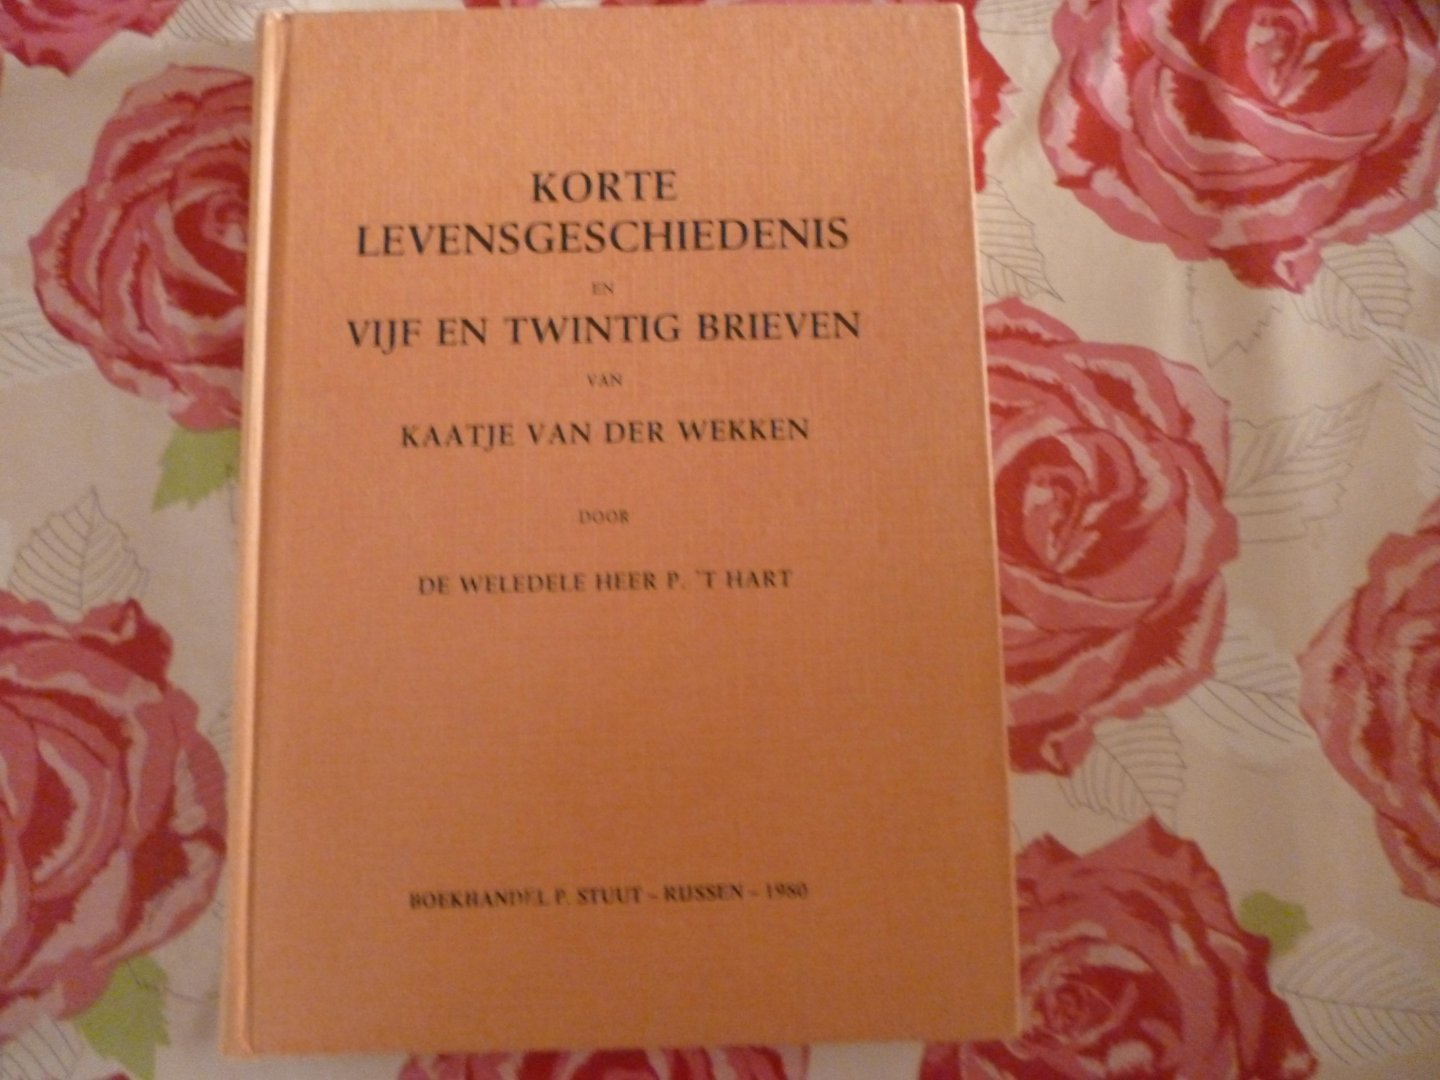 KORTE
LEVENSGESCHIEDENIS
EN
VIJF EN TWINTIG BRIEVEN
VAN
KAATJE VAN DER WEKKEN
DOOR
DE WELEDELE HEER P. 'T HART
BOEKHANDEL P. STUUT – RIJSSEN – 1980